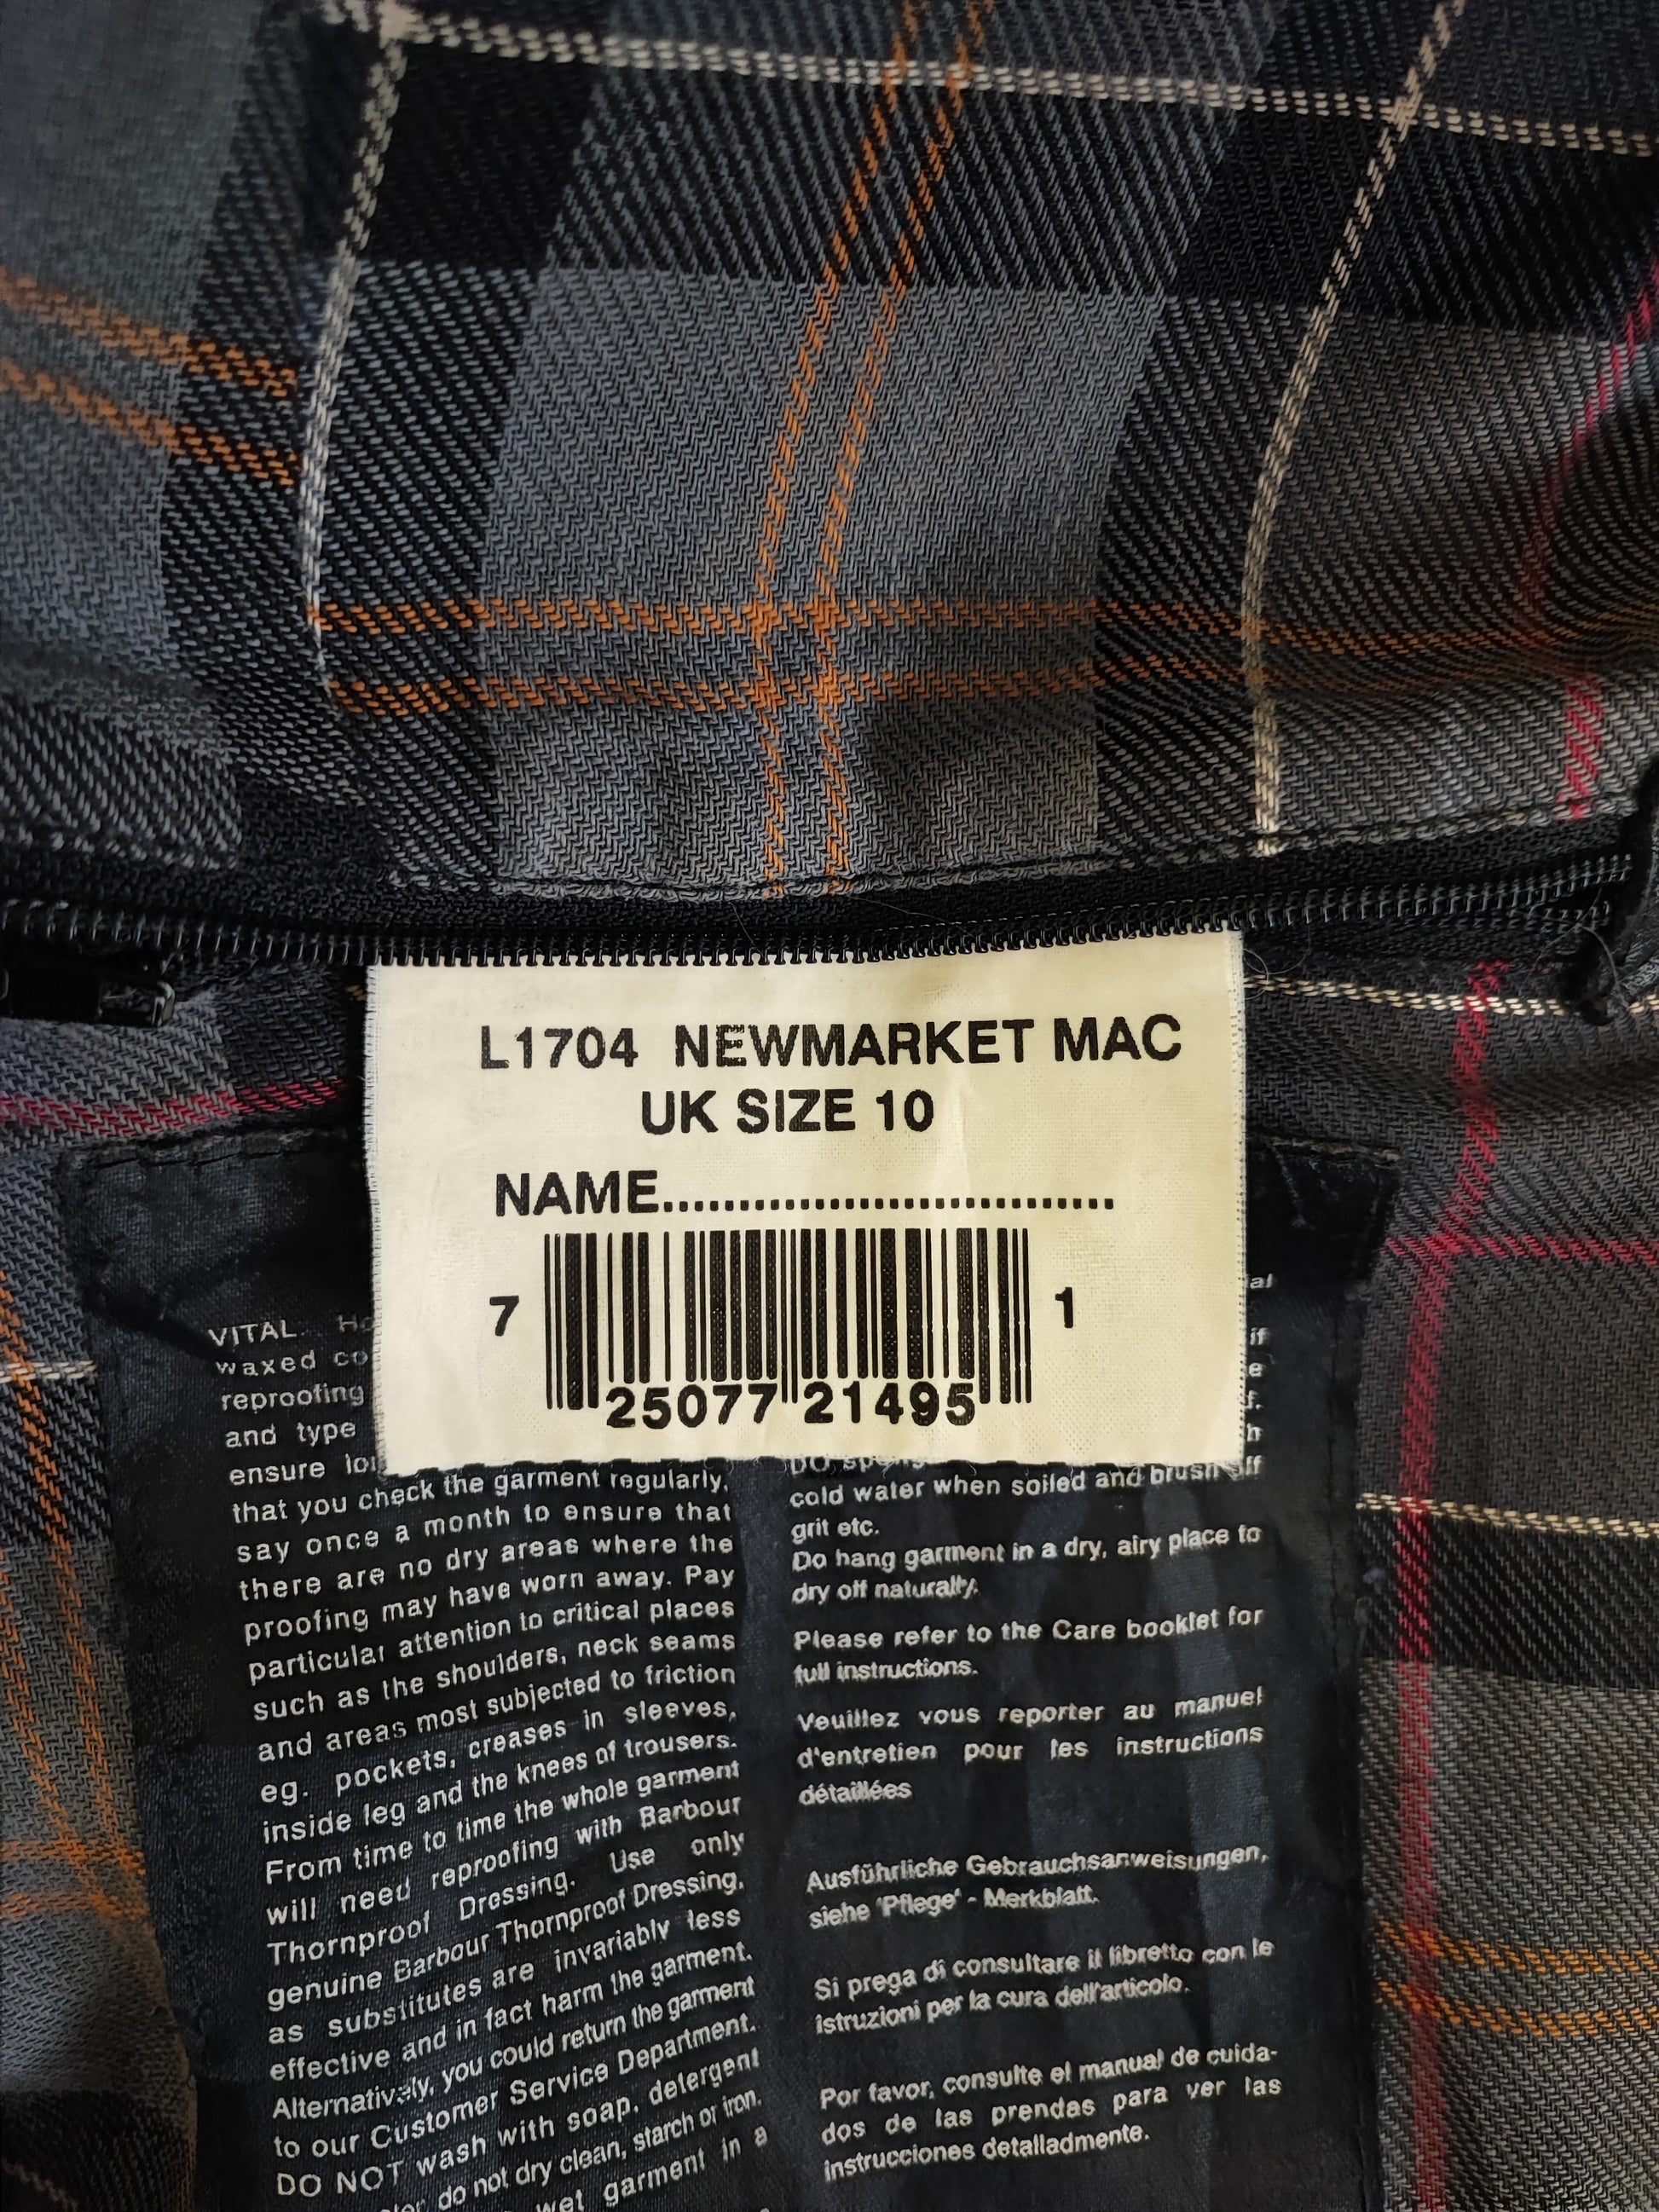 L1704 NEWMARKET MAC
UK SIZE 10
NAME..............................
7 25077 21495 1
VITAL
waxed
reproofing
and type
ensure
that you check the garment regularly,
say once a month to ensure that
there are no dry areas where the
proofing may have worn away. Pay
particular attention to critical places
such as the shoulders, neck seams
and areas most subjected to friction
eg. pockets, creases in sleeves,
inside leg and the knees of trousers.
From time to time the whole garment
will need reproofing with Barbour
Thornproof Dressing. Use only
genuine Barbour Thornproof Dressing,
as substitutes are invariably less
effective and in fact harm the garment.
Alternatively, you could return the garment
to our Customer Service Department.
DO NOT wash with soap, detergent
do not dry clean, starch or iron.
wet garment in a
if
DO
cold water when soiled and brush off
grit etc.
Do hang garment in a dry, airy place to
dry off naturally.
Please refer to the Care booklet for
full instructions.
Veuillez vous reporter au manuel
d'entretien pour les instructions
détaillées
Ausführliche Gebrauchsanweisungen,
siehe 'Pflege' - Merkblatt.
Si prega di consultare il libretto con le
istruzioni per la cura dell'articolo.
Por favor, consulte el manual de cuida-
dos de las prendas para ver las
instrucciones detalladmente.